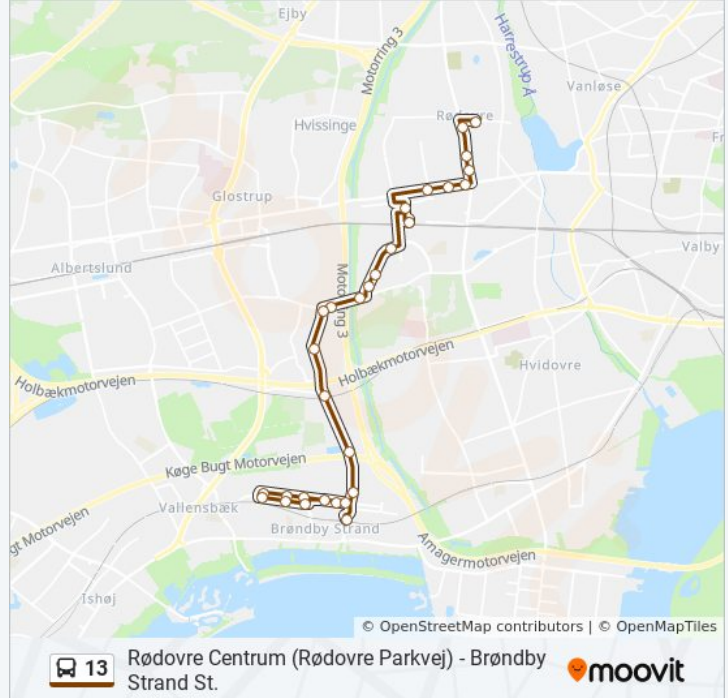 Ejby
Motorring 3
Harrestrup Å
Vanløse
Rødovre
Hvissinge
Fr
Glostrup
Valby
Albertslund
Motorring 3
Holbækmotorvejen
Hvidovre
Holbækmotorvejen
Køge Bugt Motorvejen
Vallensbæk
gt Motorvejen
Brøndby Strand
Amagermotorvejen
Ishøj
© OpenStreetMap contributors | © OpenMapTiles
13
Rødovre Centrum (Rødovre Parkvej) - Brøndby
Strand St.
moovit